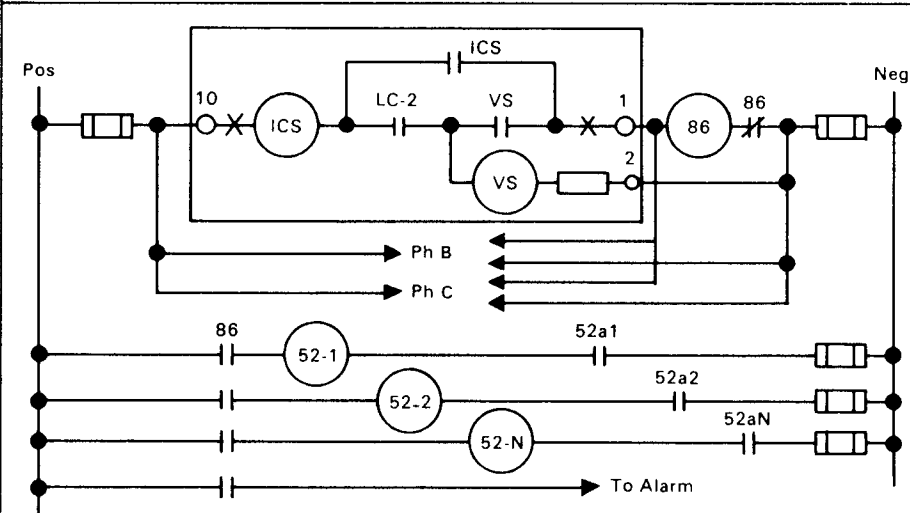 Pos
Neg
ICS
10
ICS
LC-2
VS
1
86
86
2
VS
Ph B
Ph C
86
52-1
52a1
52-2
52a2
52-N
52aN
To Alarm